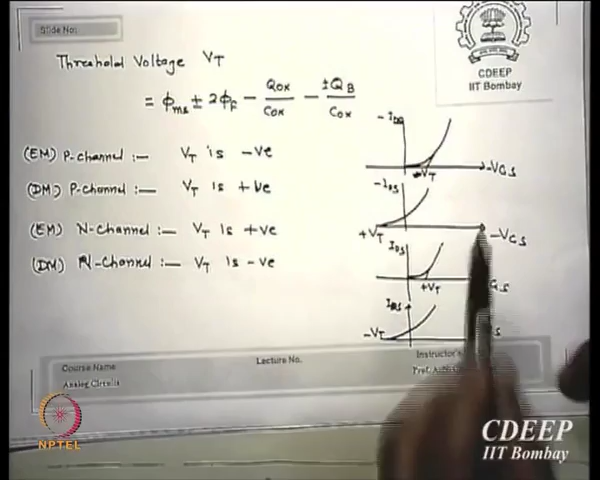 Slide No:
CDEEP
IIT Bombay
Threshold Voltage VT
= φms ± 2φf - Qox/Cox - ±QB/Cox
(EM) P-channel :— VT is -ve
(DM) P-channel :— VT is +ve
(EM) N-Channel :— VT is +ve
(DM) N-Channel :— VT is -ve
-IDS
-VT
-VGS
-IDS
+VT
-VGS
IDS
+VT
IDS
-VT
Course Name
Analog Circuits
Lecture No.
Instructor's
NPTEL
CDEEP
IIT Bombay